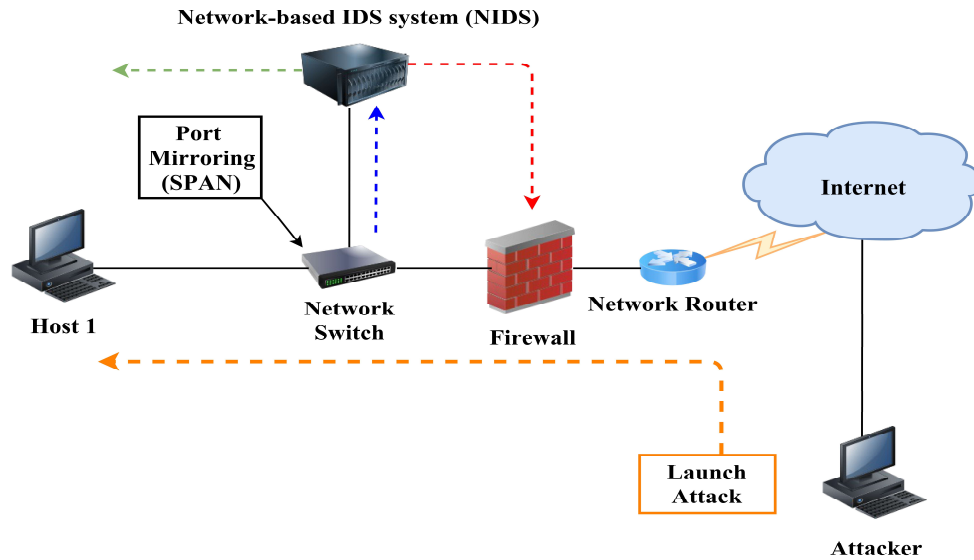 Network-based IDS system (NIDS)
Port
Mirroring
(SPAN)
Internet
Host 1
Network
Switch
Firewall
Network Router
Launch
Attack
Attacker